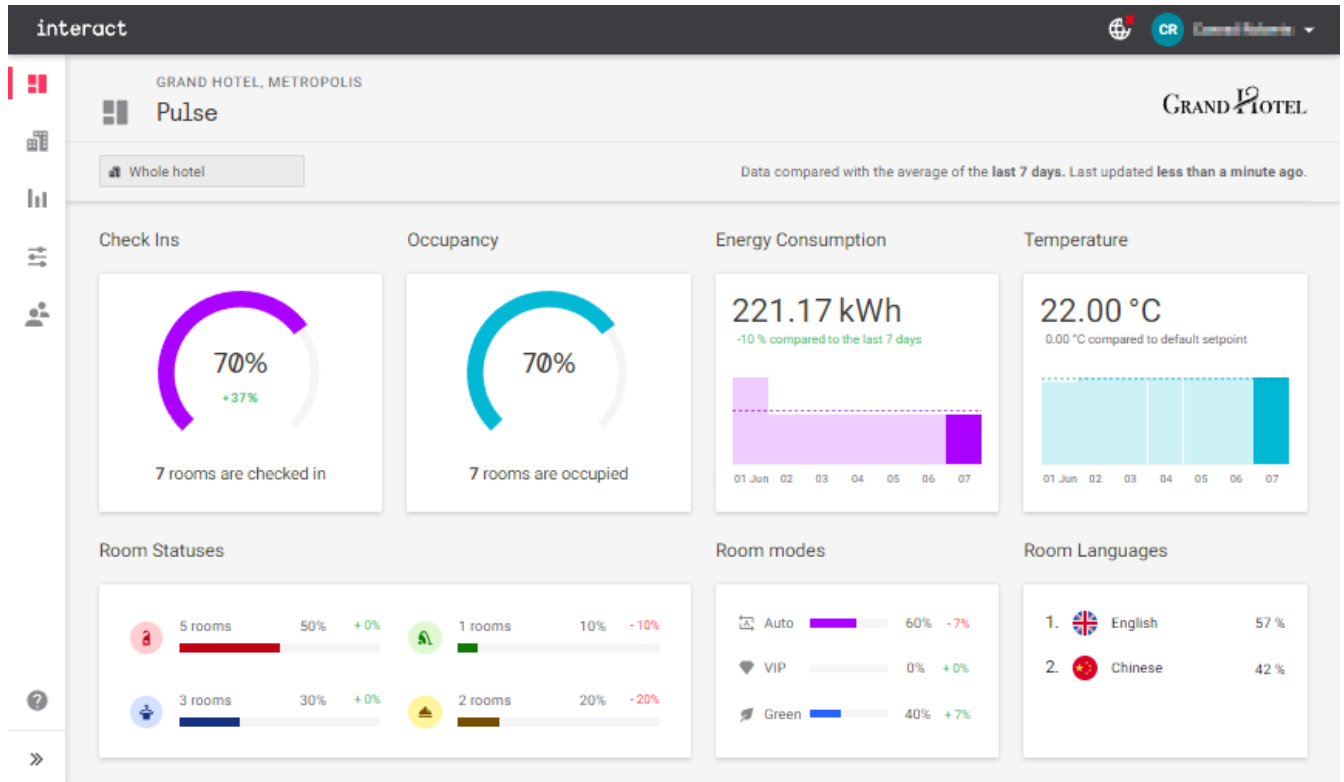 interact
CR
GRAND HOTEL, METROPOLIS
Pulse
GRAND HOTEL
Whole hotel
Data compared with the average of the last 7 days. Last updated less than a minute ago.
Check Ins
Occupancy
Energy Consumption
Temperature
70%
+37%
7 rooms are checked in
70%
7 rooms are occupied
221.17 kWh
-10 % compared to the last 7 days
01 Jun 02 03 04 05 06 07
22.00 °C
0.00 °C compared to default setpoint
01 Jun 02 03 04 05 06 07
Room Statuses
Room modes
Room Languages
5 rooms 50% + 0%
1 rooms 10% - 10%
3 rooms 30% + 0%
2 rooms 20% - 20%
Auto 60% - 7%
VIP 0% + 0%
Green 40% + 7%
1. English 57 %
2. Chinese 42 %